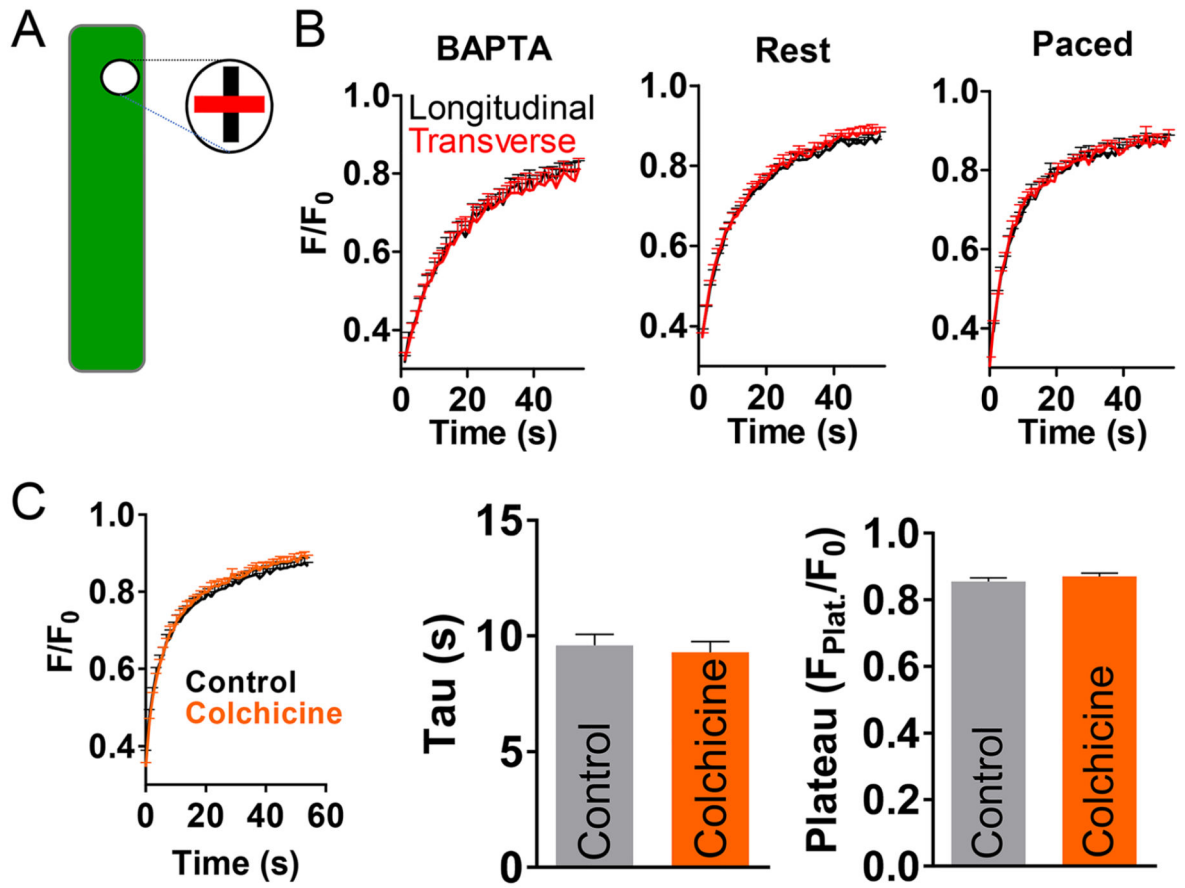 A
B
BAPTA
Rest
Paced
Longitudinal
Transverse
F/F0
1.0
0.8
0.6
0.4
0 20 40
Time (s)
1.0
0.8
0.6
0.4
0 20 40
Time (s)
1.0
0.8
0.6
0.4
0 20 40
Time (s)
C
F/F0
1.0
0.8
0.6
0.4
Control
Colchicine
0 20 40 60
Time (s)
Tau (s)
15
10
5
0
Control
Colchicine
Plateau (FPlat./F0)
1.0
0.8
0.6
0.4
0.2
0.0
Control
Colchicine